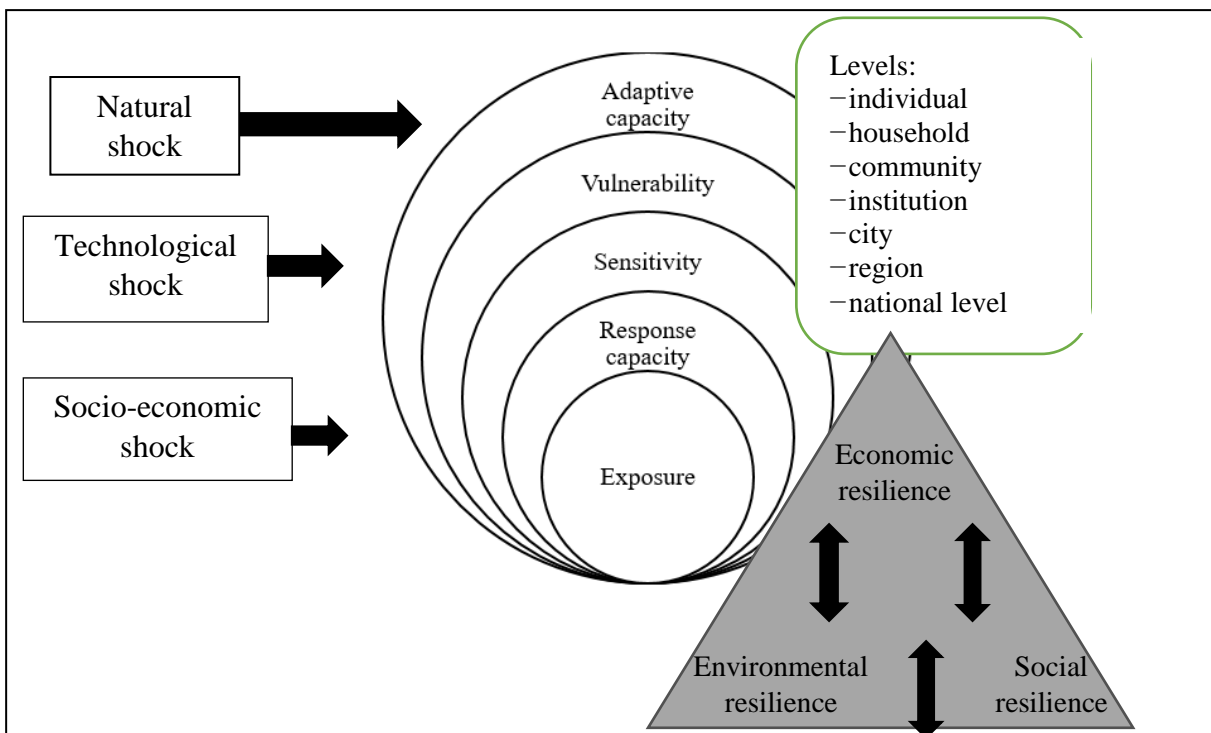 Natural
shock
Technological
shock
Socio-economic
shock
Adaptive
capacity
Vulnerability
Sensitivity
Response
capacity
Exposure
Levels:
−individual
−household
−community
−institution
−city
−region
−national level
Economic
resilience
Environmental
resilience
Social
resilience